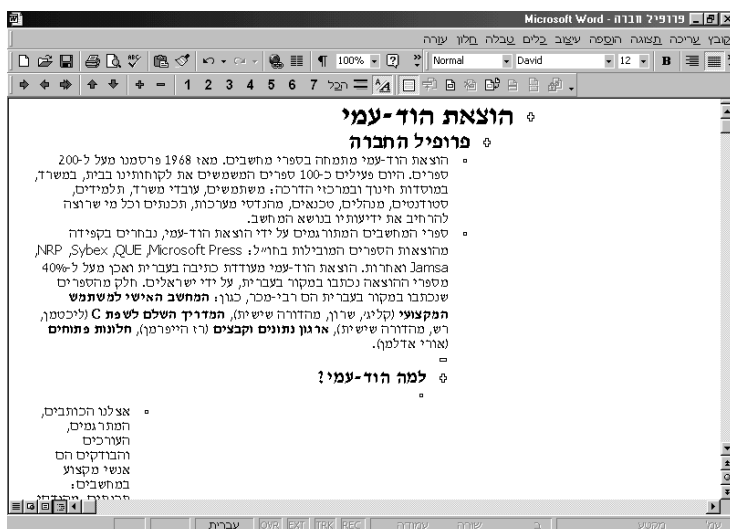 Microsoft Word - פרופיל חברה
קובץ עריכה תצוגה הוספה עיצוב כלים טבלה חלון עזרה
100% Normal David 12 B
1 2 3 4 5 6 7 הכל
הוצאת הוד-עמי
פרופיל החברה
הוצאת הוד-עמי מתמחה בספרי מחשבים. מאז 1968 פרסמנו מעל ל-200
ספרים. היום פעילים כ-100 ספרים המשמשים את לקוחותינו בבית, במשרד,
במוסדות חינוך ובמרכזי הדרכה: משתמשים, עובדי משרד, תלמידים,
סטודנטים, מנהלים, טכנאים, מהנדסי מערכות, תכנתים וכל מי שרוצה
להרחיב את ידיעותיו בנושא המחשב.
ספרי המחשבים המתורגמים על ידי הוצאת הוד-עמי, נבחרים בקפידה
מהוצאות הספרים המובילות בחו״ל: NRP ,Sybex ,QUE ,Microsoft Press,
Jamsa ואחרות. הוצאת הוד-עמי מעודדת כתיבה בעברית ואכן מעל ל-40%
מספרי ההוצאה נכתבו במקור בעברית, על ידי ישראלים. חלק מהספרים
שנכתבו במקור בעברית הם רבי-מכר, כגון: המחשב האישי למשתמש
המקצועי (קליג׳, שרון, מהדורה שישית), המדריך השלם לשפת C (ליכטמן,
רש, מהדורה שישית), ארגון נתונים וקבצים (רז הייפרמן), חלונות פתוחים
(אורי אדלמן).
למה הוד-עמי?
אצלנו הכותבים,
המתרגמים,
העורכים
והבודקים הם
אנשי מקצוע
במחשבים:
עמ' מקטע ב שורה עמודה REC TRK EXT OVR עברית